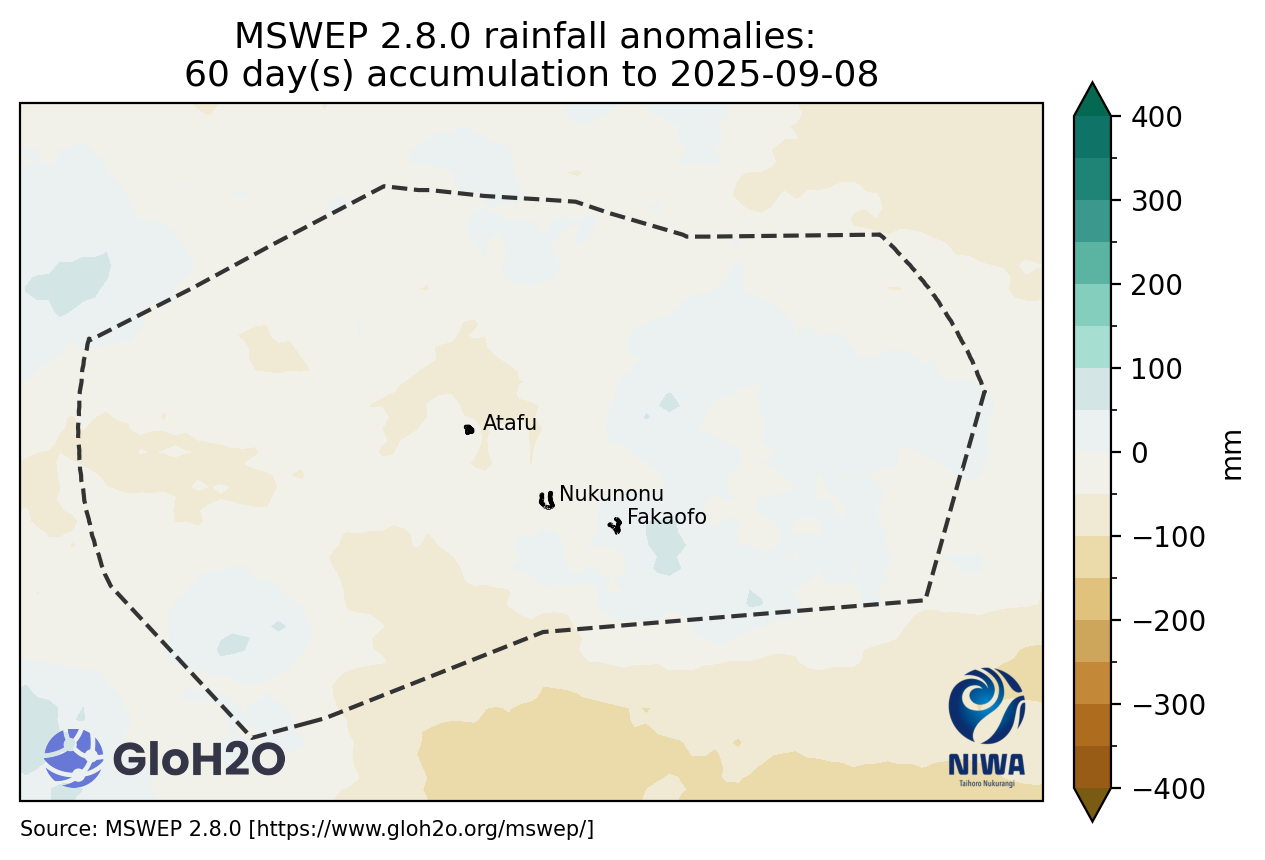 MSWEP 2.8.0 rainfall anomalies:
60 day(s) accumulation to 2025-09-08
400
300
200
100
0
−100
−200
−300
−400
mm
Atafu
Nukunonu
Fakaofo
GloH2O
NIWA
Taihoro Nukurangi
Source: MSWEP 2.8.0 [https://www.gloh2o.org/mswep/]